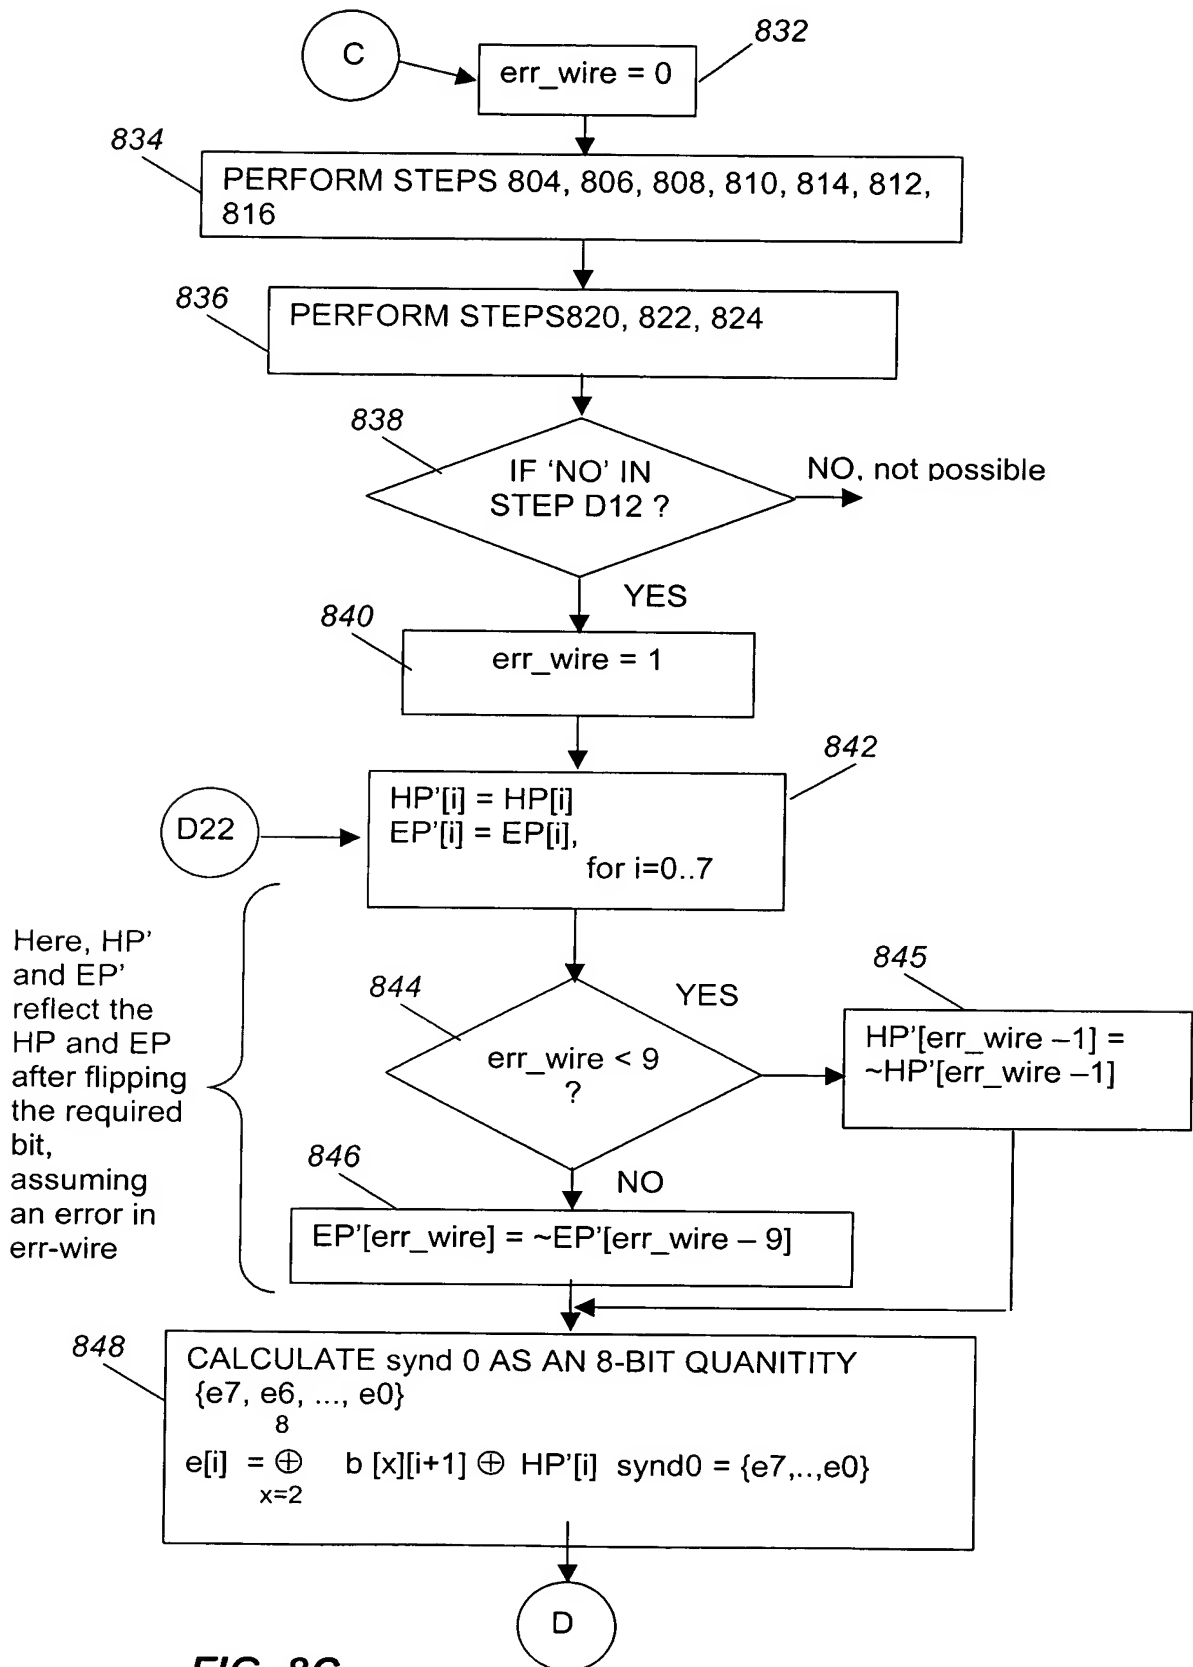 C
832
err_wire = 0
834
PERFORM STEPS 804, 806, 808, 810, 814, 812,
816
836
PERFORM STEPS820, 822, 824
838
IF ‘NO’ IN
STEP D12 ?
NO, not possible
YES
840
err_wire = 1
842
HP’[i] = HP[i]
EP’[i] = EP[i],
for i=0..7
D22
Here, HP’
and EP’
reflect the
HP and EP
after flipping
the required
bit,
assuming
an error in
err-wire
844
err_wire < 9
?
YES
845
HP’[err_wire –1] =
~HP’[err_wire –1]
NO
846
EP’[err_wire] = ~EP’[err_wire – 9]
848
CALCULATE synd 0 AS AN 8-BIT QUANITITY
{e7, e6, ..., e0}
8
e[i] = ⊕ b [x][i+1] ⊕ HP’[i] synd0 = {e7,..,e0}
x=2
D
FIG. 8C